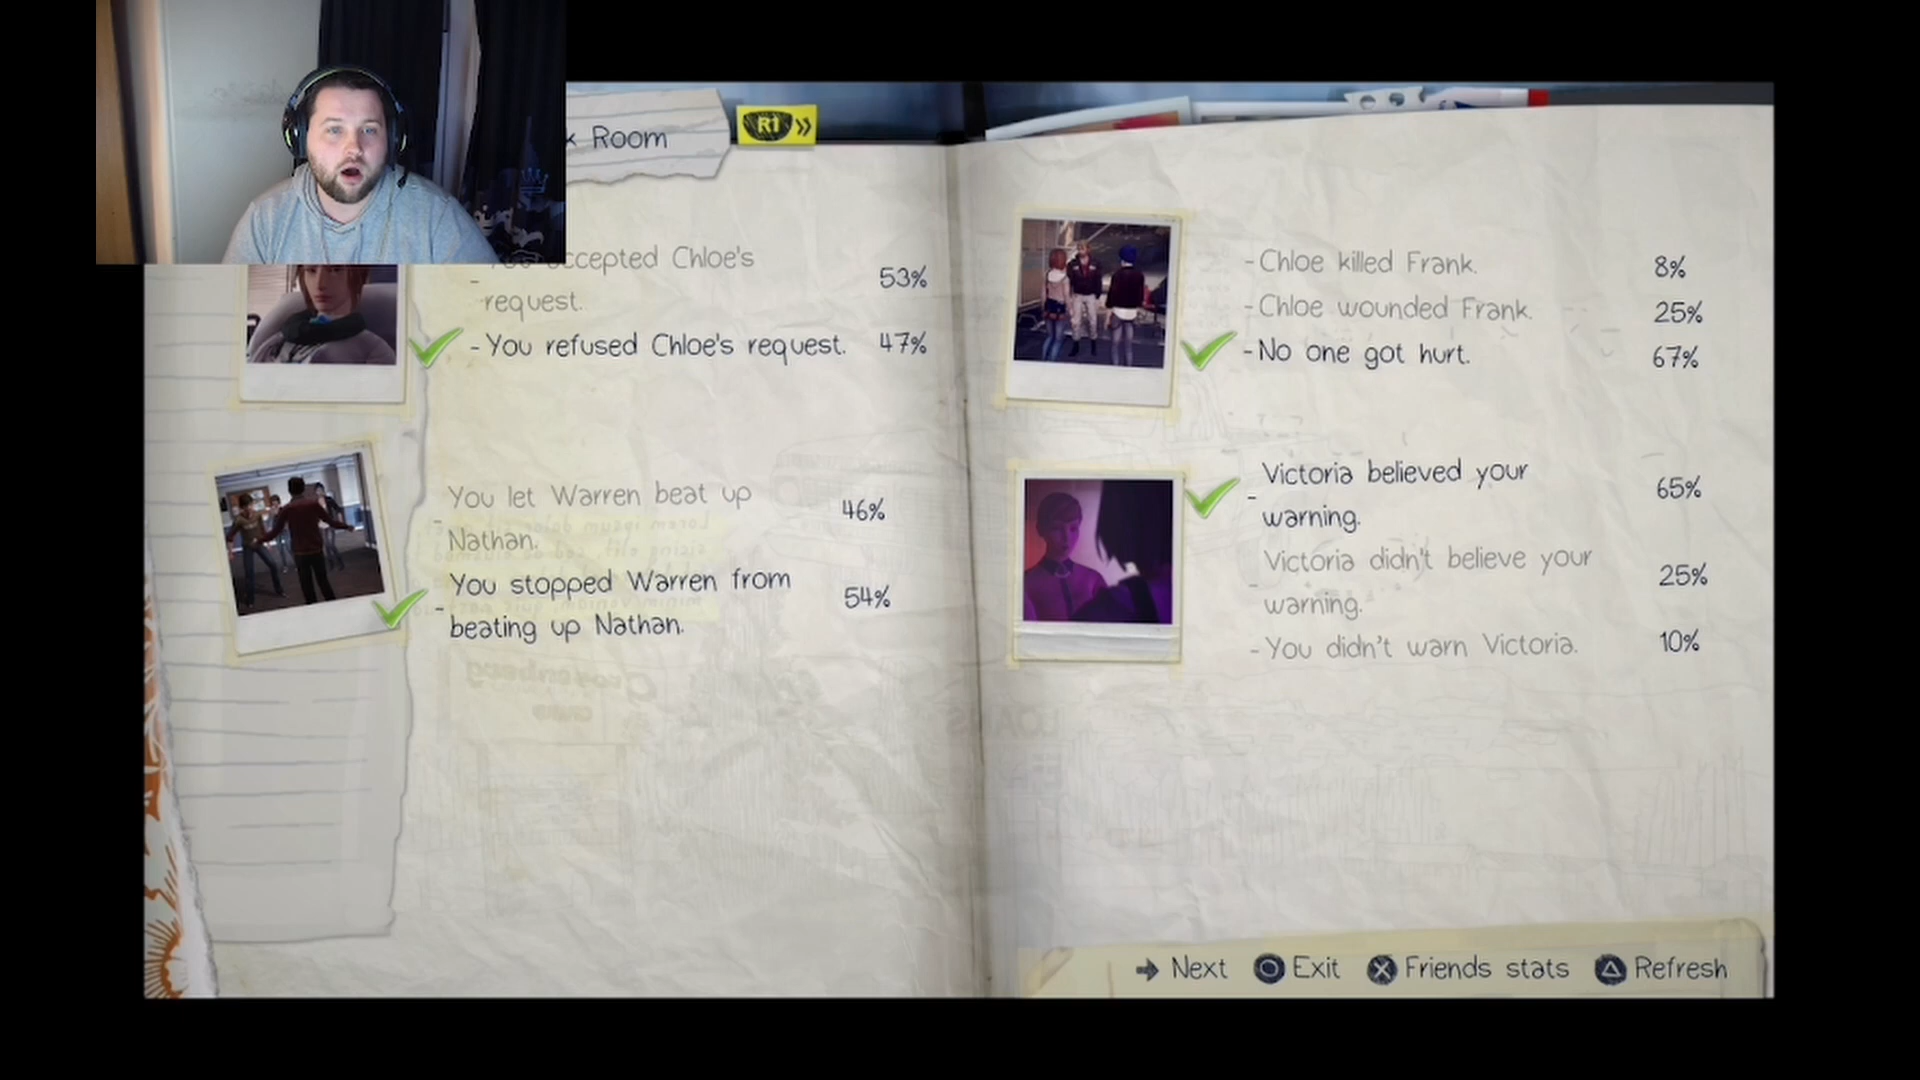 Room
R1
accepted Chloe's
request.
53%
- You refused Chloe's request. 47%
You let Warren beat up
Nathan.
46%
You stopped Warren from
beating up Nathan.
54%
- Chloe killed Frank. 8%
- Chloe wounded Frank. 25%
- No one got hurt. 67%
Victoria believed your
warning.
65%
Victoria didn't believe your
warning.
25%
- You didn't warn Victoria. 10%
Next Exit Friends stats Refresh